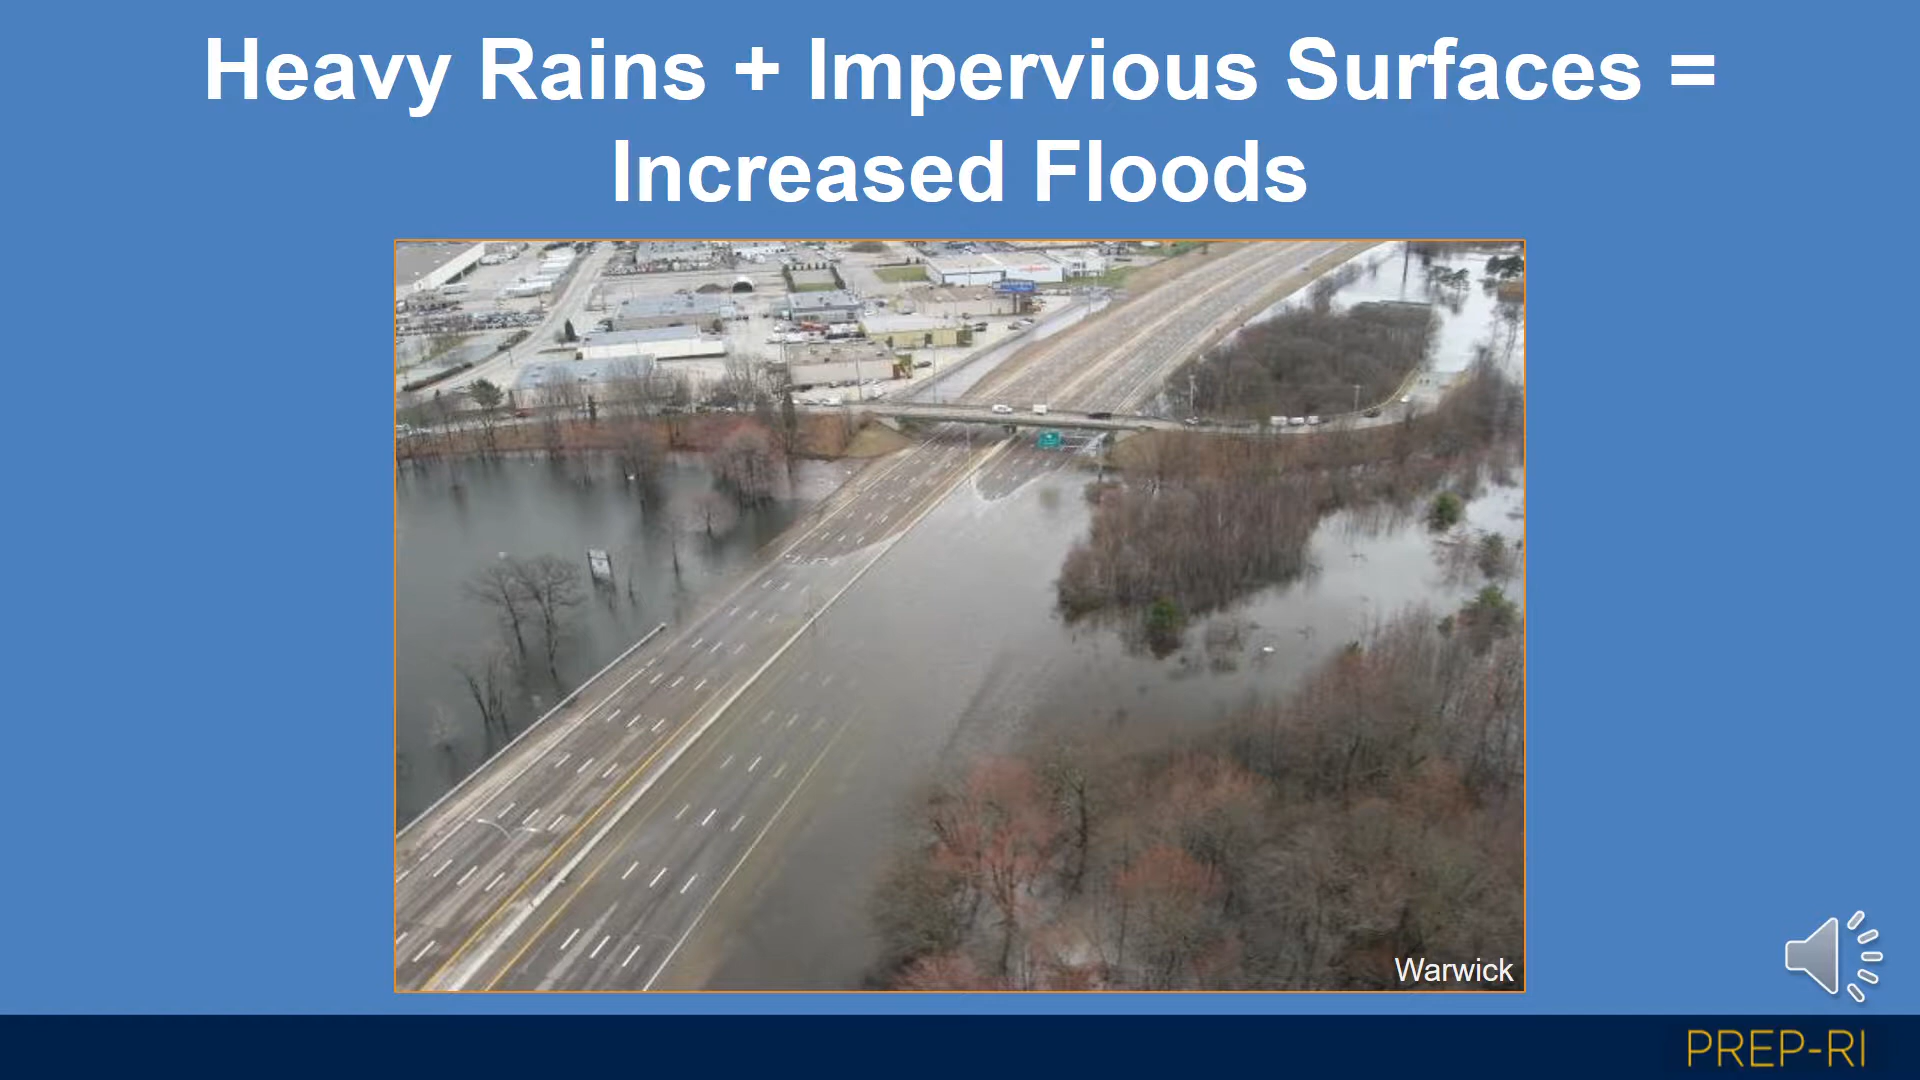 Heavy Rains + Impervious Surfaces =
Increased Floods
Warwick
PREP-RI